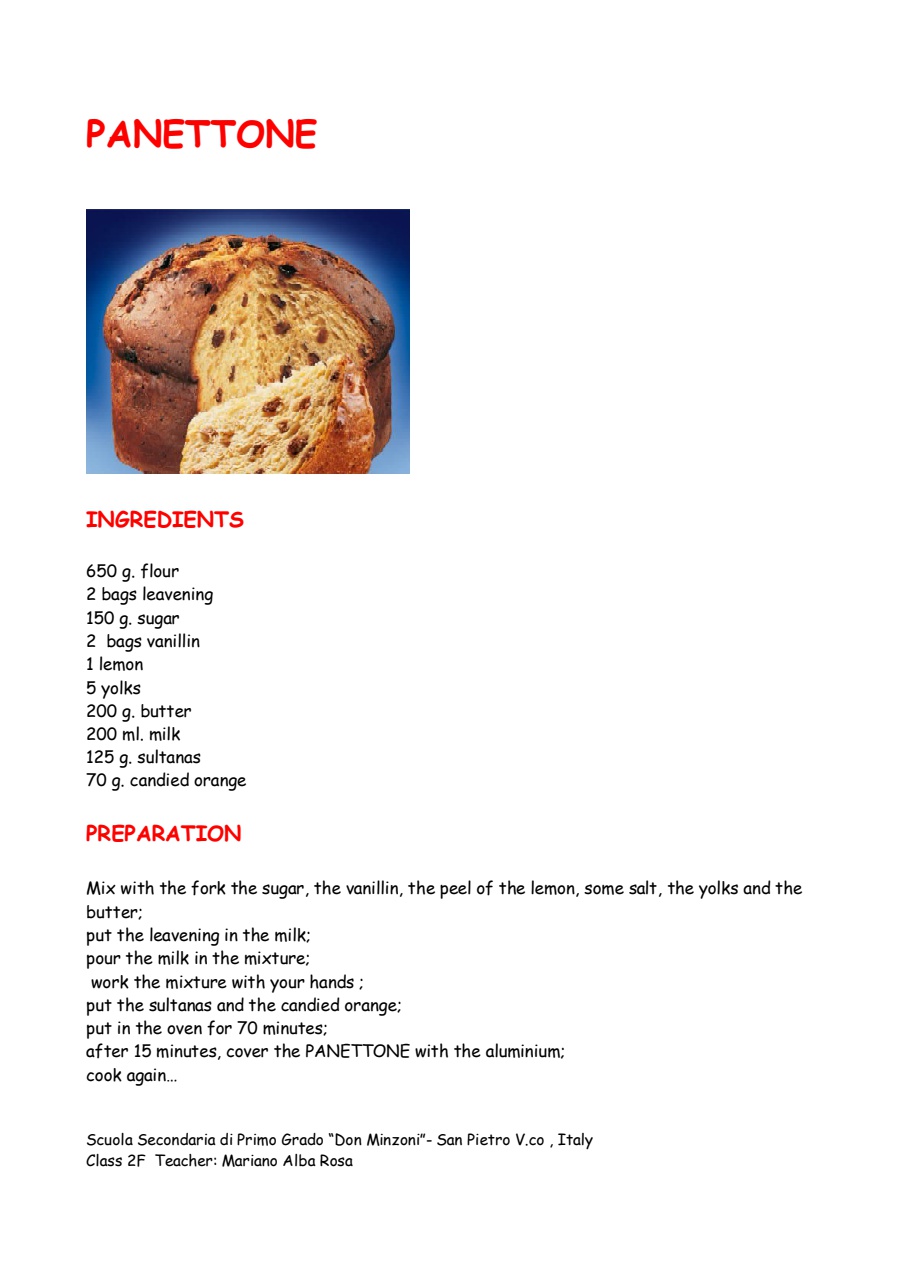 PANETTONE
INGREDIENTS
650 g. flour
2 bags leavening
150 g. sugar
2  bags vanillin
1 lemon
5 yolks
200 g. butter
200 ml. milk
125 g. sultanas
70 g. candied orange
PREPARATION
Mix with the fork the sugar, the vanillin, the peel of the lemon, some salt, the yolks and the
butter;
put the leavening in the milk;
pour the milk in the mixture;
work the mixture with your hands ;
put the sultanas and the candied orange;
put in the oven for 70 minutes;
after 15 minutes, cover the PANETTONE with the aluminium;
cook again…
Scuola Secondaria di Primo Grado “Don Minzoni”- San Pietro V.co , Italy
Class 2F  Teacher: Mariano Alba Rosa